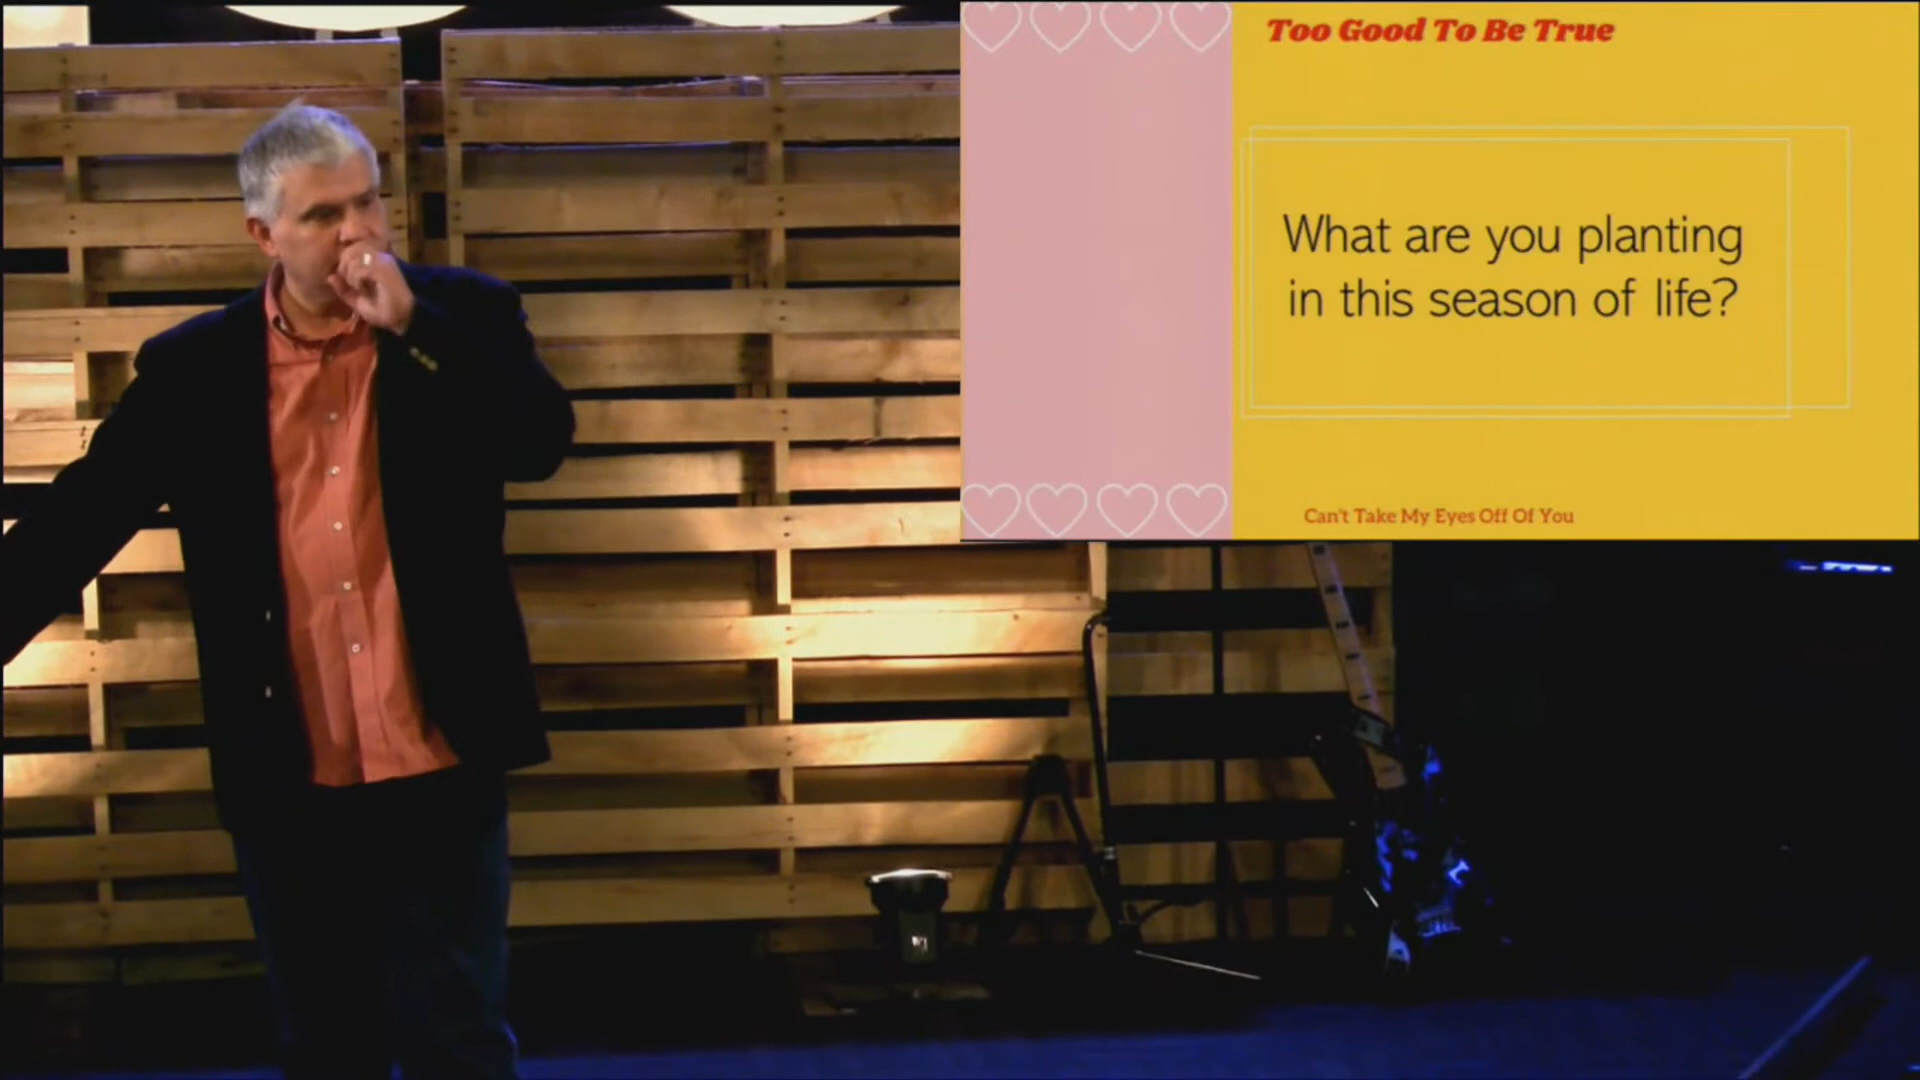 Too Good To Be True
What are you planting
in this season of life?
Can't Take My Eyes Off Of You